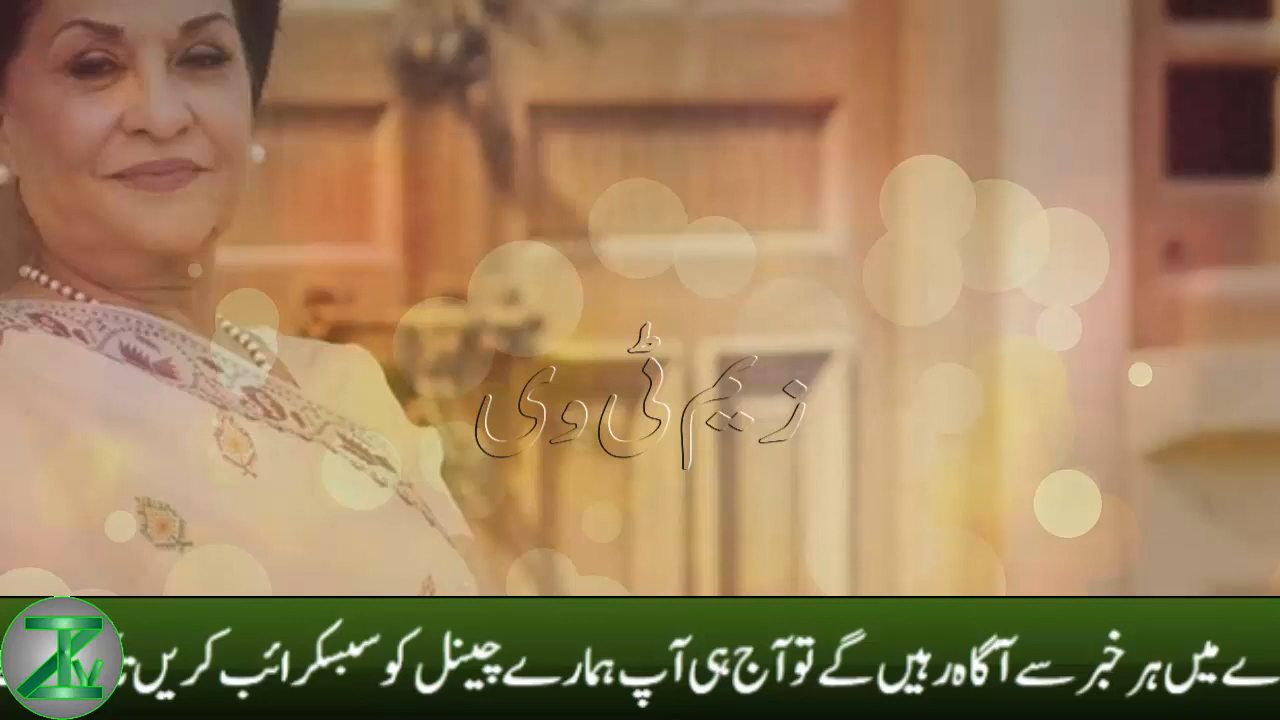 زیم ٹی وی
ے میں ہر خبر سے آگاہ رہیں گے تو آج ہی آپ ہمارے چینل کو سبسکرائب کریں
ZTV